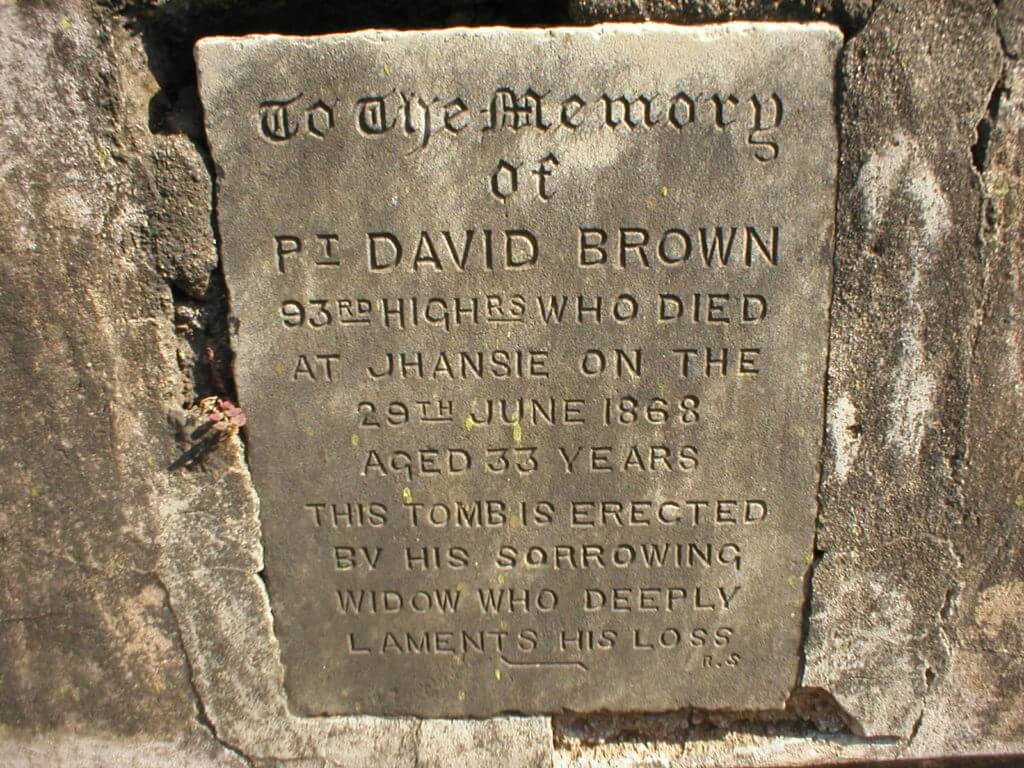 To The Memory
of
PT DAVID BROWN
93RD HIGHRS WHO DIED
AT JHANSIE ON THE
29TH JUNE 1868
AGED 33 YEARS
THIS TOMB IS ERECTED
BY HIS SORROWING
WIDOW WHO DEEPLY
LAMENTS HIS LOSS
R.S